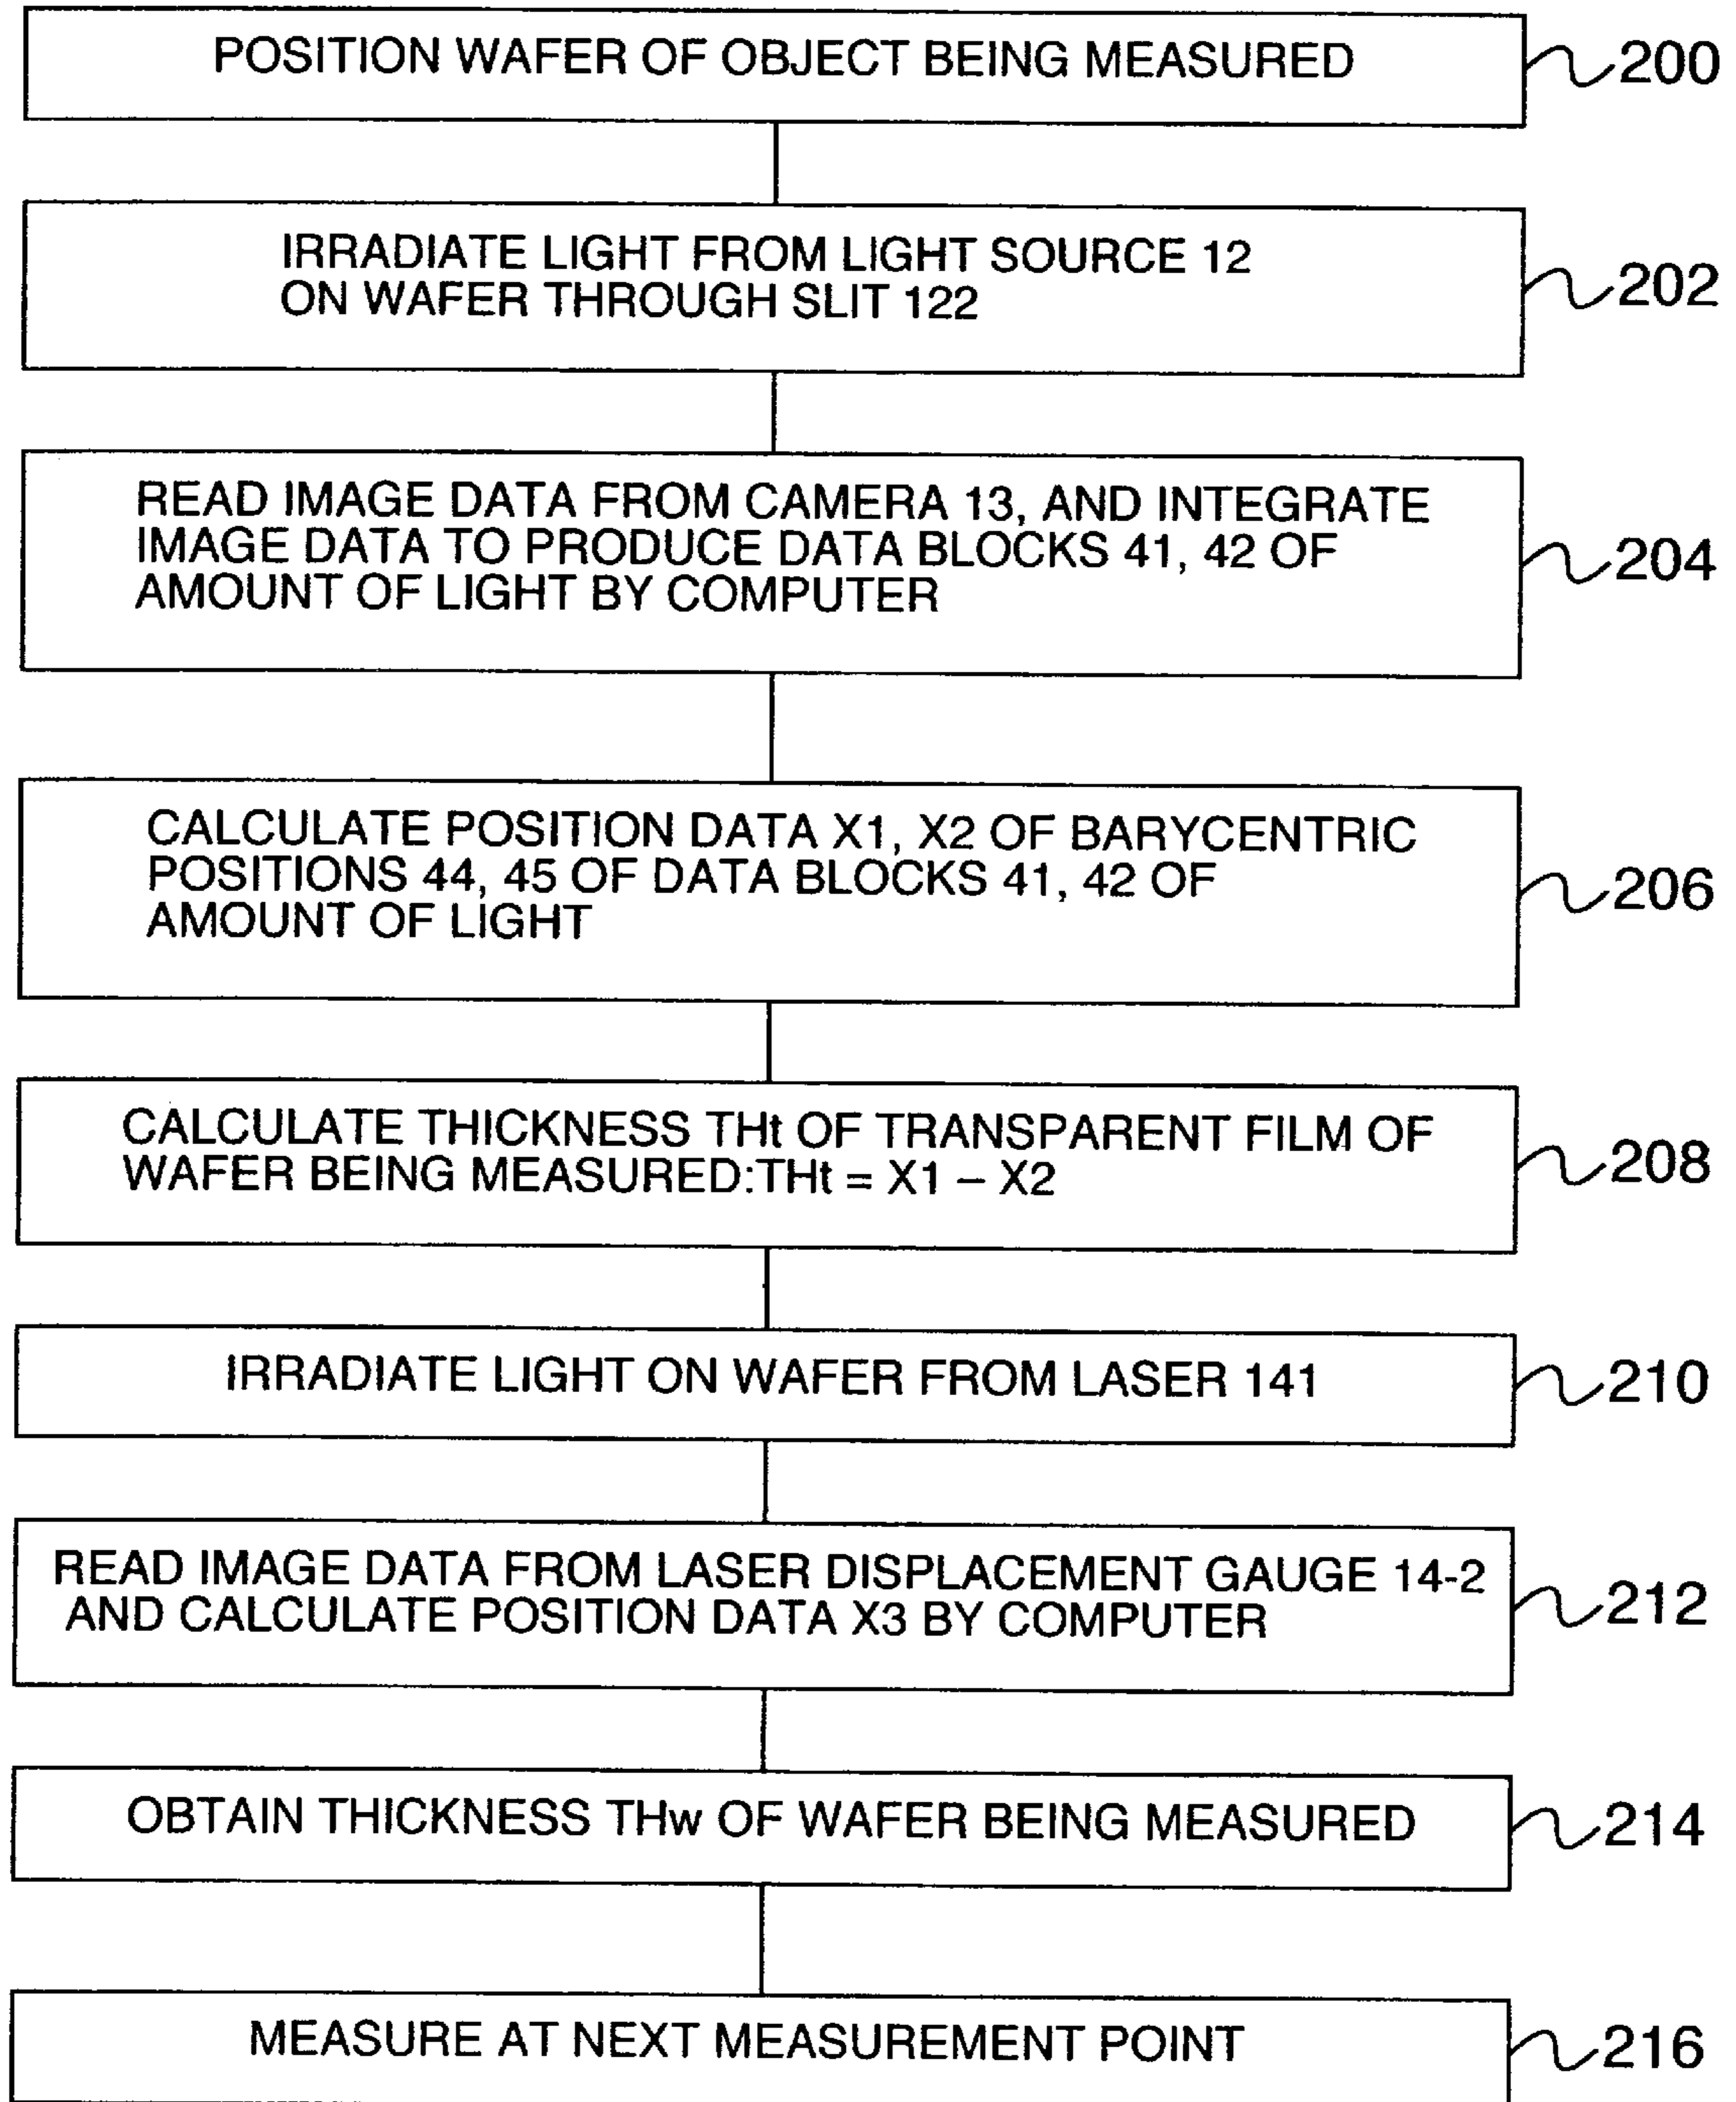 POSITION WAFER OF OBJECT BEING MEASURED
200
IRRADIATE LIGHT FROM LIGHT SOURCE 12
ON WAFER THROUGH SLIT 122
202
READ IMAGE DATA FROM CAMERA 13, AND INTEGRATE
IMAGE DATA TO PRODUCE DATA BLOCKS 41, 42 OF
AMOUNT OF LIGHT BY COMPUTER
204
CALCULATE POSITION DATA X1, X2 OF BARYCENTRIC
POSITIONS 44, 45 OF DATA BLOCKS 41, 42 OF
AMOUNT OF LIGHT
206
CALCULATE THICKNESS THt OF TRANSPARENT FILM OF
WAFER BEING MEASURED:THt = X1 – X2
208
IRRADIATE LIGHT ON WAFER FROM LASER 141
210
READ IMAGE DATA FROM LASER DISPLACEMENT GAUGE 14-2
AND CALCULATE POSITION DATA X3 BY COMPUTER
212
OBTAIN THICKNESS THw OF WAFER BEING MEASURED
214
MEASURE AT NEXT MEASUREMENT POINT
216